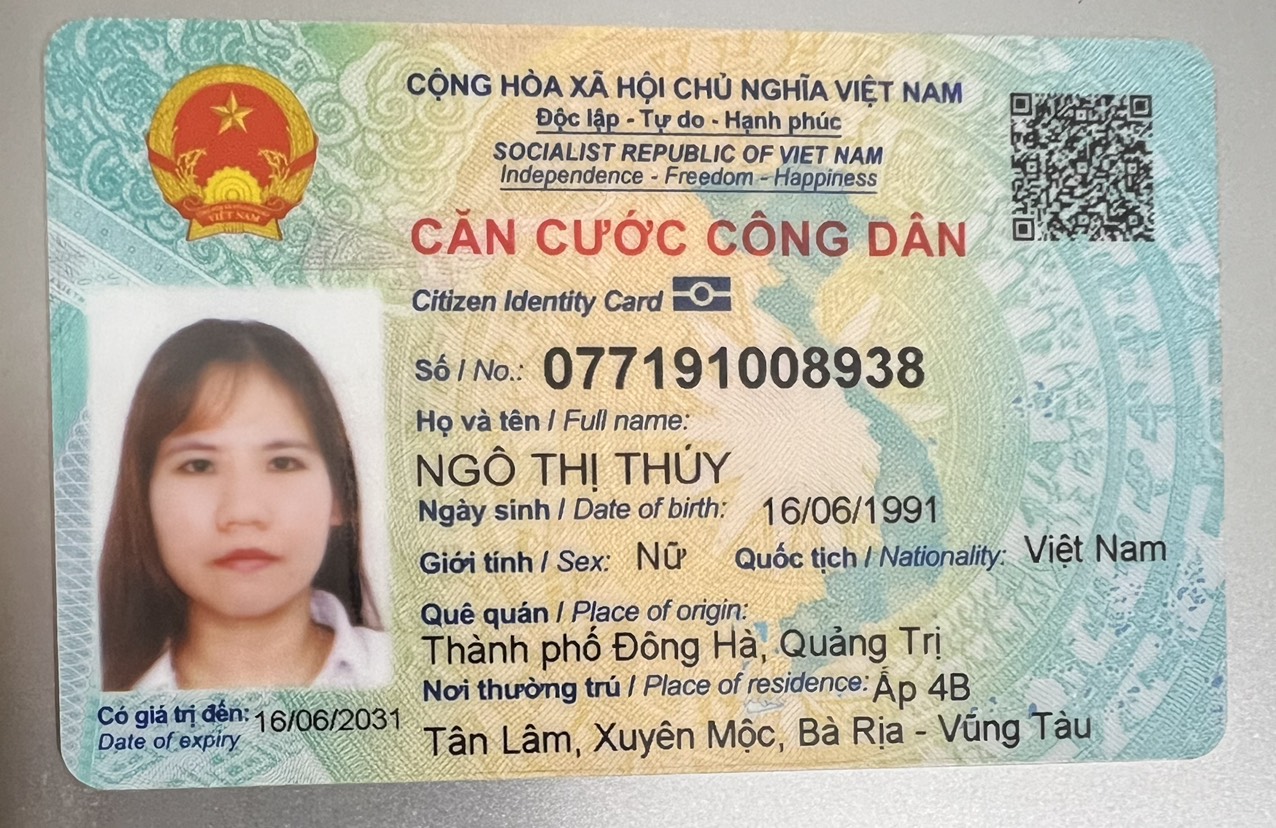 CỘNG HÒA XÃ HỘI CHỦ NGHĨA VIỆT NAM
Độc lập - Tự do - Hạnh phúc
SOCIALIST REPUBLIC OF VIET NAM
Independence - Freedom - Happiness
VIỆT NAM
CĂN CƯỚC CÔNG DÂN
Citizen Identity Card
Số / No.: 077191008938
Họ và tên / Full name:
NGÔ THỊ THÚY
Ngày sinh / Date of birth: 16/06/1991
Giới tính / Sex: Nữ Quốc tịch / Nationality: Việt Nam
Quê quán / Place of origin:
Thành phố Đông Hà, Quảng Trị
Nơi thường trú / Place of residence: Ấp 4B
Tân Lâm, Xuyên Mộc, Bà Rịa - Vũng Tàu
Có giá trị đến: 16/06/2031
Date of expiry